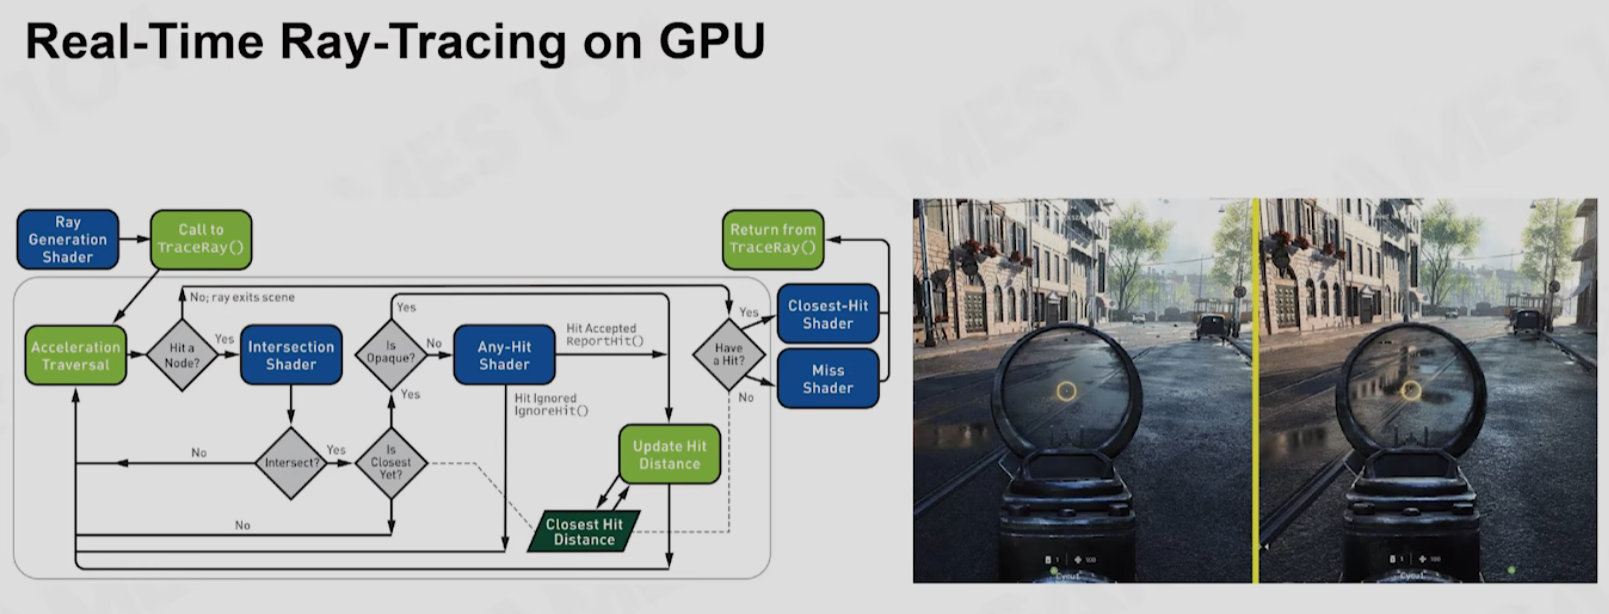 Real-Time Ray-Tracing on GPU
Ray
Generation
Shader
Call to
TraceRay()
Return from
TraceRay()
No; ray exits scene
Acceleration
Traversal
Hit a
Node?
Yes
Intersection
Shader
Yes
Is
Opaque?
No
Any-Hit
Shader
Hit Accepted
ReportHit()
Have
a Hit?
Yes
Closest-Hit
Shader
Miss
Shader
No
Yes
Hit Ignored
IgnoreHit()
No
Intersect?
Yes
Is
Closest
Yet?
Update Hit
Distance
No
Closest Hit
Distance